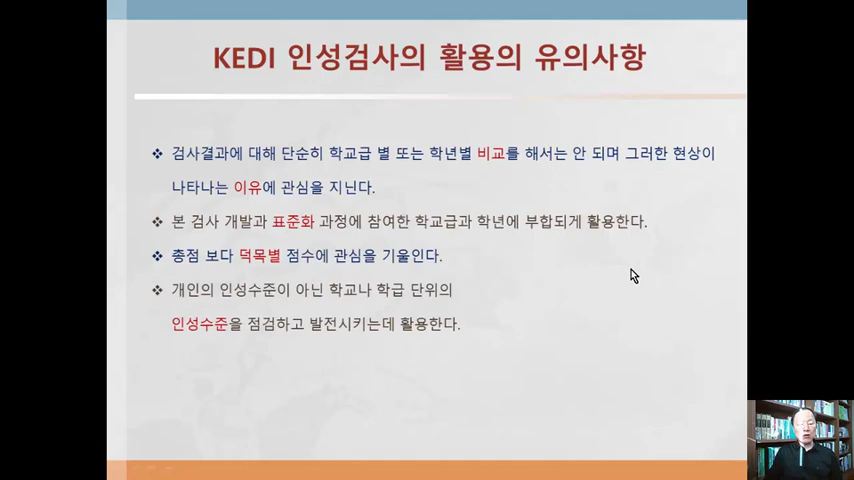 KEDI 인성검사의 활용의 유의사항
❖ 검사결과에 대해 단순히 학교급 별 또는 학년별 비교를 해서는 안 되며 그러한 현상이
나타나는 이유에 관심을 지닌다.
❖ 본 검사 개발과 표준화 과정에 참여한 학교급과 학년에 부합되게 활용한다.
❖ 총점 보다 덕목별 점수에 관심을 기울인다.
❖ 개인의 인성수준이 아닌 학교나 학급 단위의
인성수준을 점검하고 발전시키는데 활용한다.